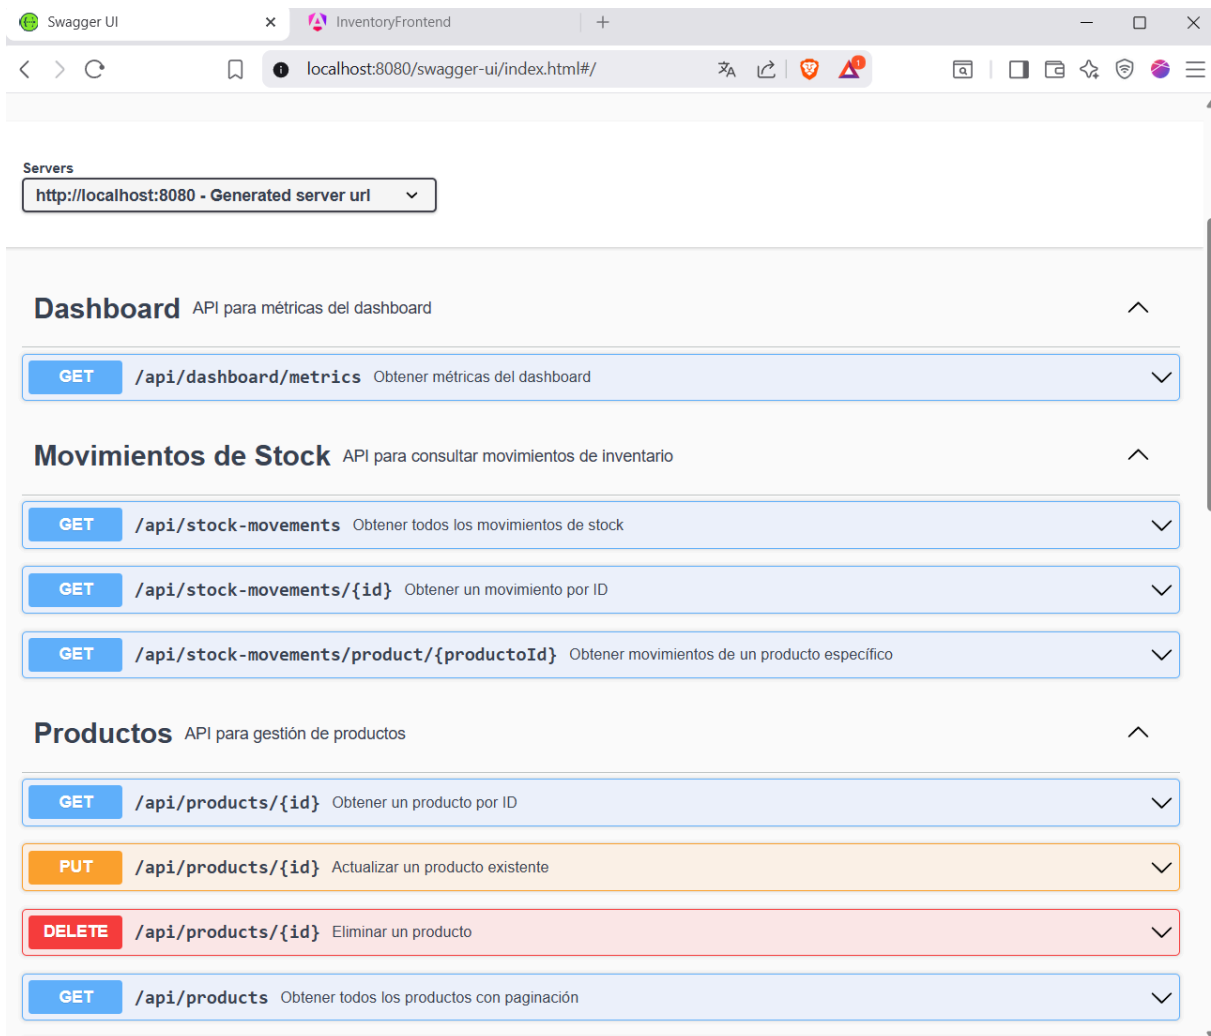 Swagger UI
InventoryFrontend
localhost:8080/swagger-ui/index.html#/
1
Servers
http://localhost:8080 - Generated server url
Dashboard API para métricas del dashboard
GET /api/dashboard/metrics Obtener métricas del dashboard
Movimientos de Stock API para consultar movimientos de inventario
GET /api/stock-movements Obtener todos los movimientos de stock
GET /api/stock-movements/{id} Obtener un movimiento por ID
GET /api/stock-movements/product/{productoId} Obtener movimientos de un producto específico
Productos API para gestión de productos
GET /api/products/{id} Obtener un producto por ID
PUT /api/products/{id} Actualizar un producto existente
DELETE /api/products/{id} Eliminar un producto
GET /api/products Obtener todos los productos con paginación